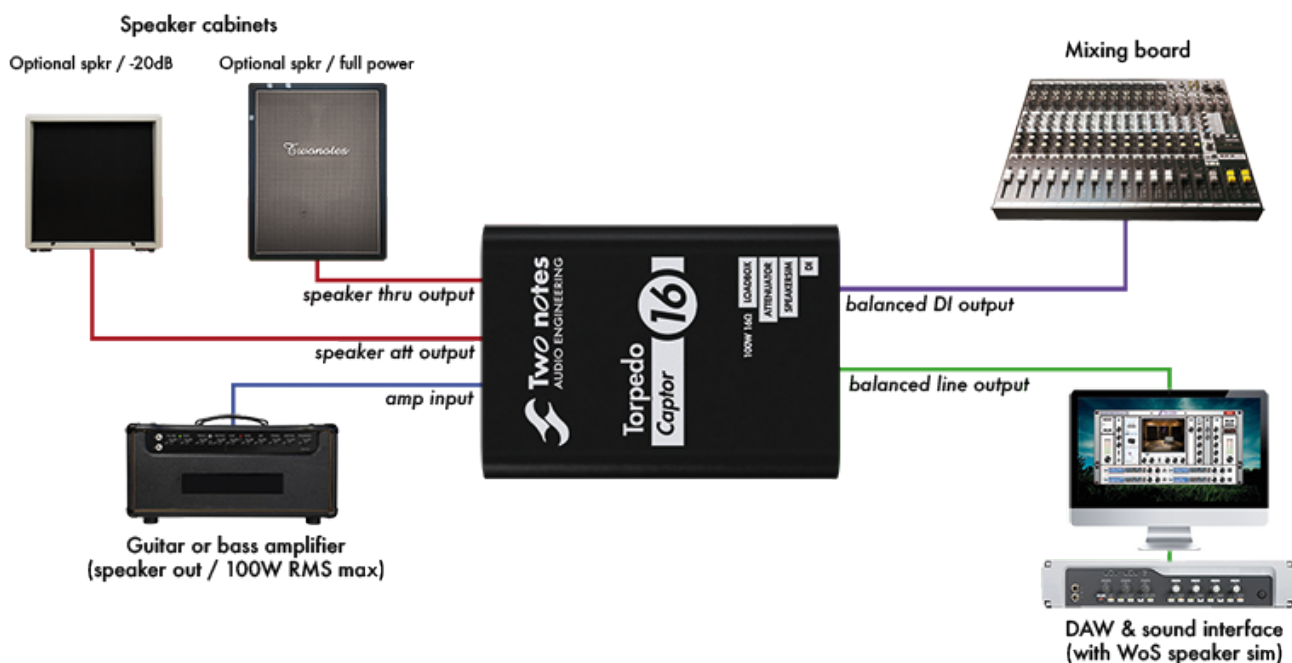 Speaker cabinets
Optional spkr / -20dB
Optional spkr / full power
Twonotes
Mixing board
speaker thru output
speaker att output
amp input
Two notes
AUDIO ENGINEERING
Torpedo
Captor
16
100W 16Ω
LOADBOX
ATTENUATOR
SPEAKERSIM
DI
balanced DI output
balanced line output
Guitar or bass amplifier
(speaker out / 100W RMS max)
DAW & sound interface
(with WoS speaker sim)